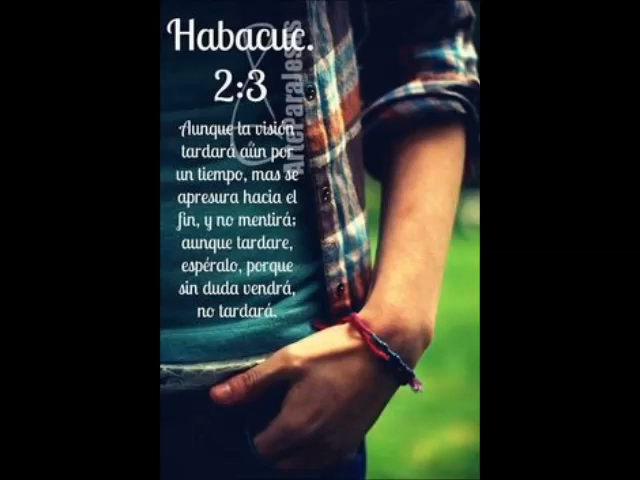 Habacuc.
2:3
Aunque la visión
tardará aún por
un tiempo, mas se
apresura hacia el
fin, y no mentirá;
aunque tardare,
espéralo, porque
sin duda vendrá,
no tardará.
ArteParaJesus